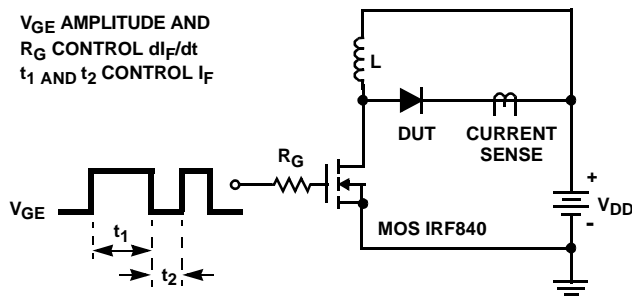 V_GE AMPLITUDE AND
R_G CONTROL dI_F/dt
t_1 AND t_2 CONTROL I_F
L
DUT
CURRENT
SENSE
R_G
V_GE
+
V_DD
-
MOS IRF840
t_1
t_2